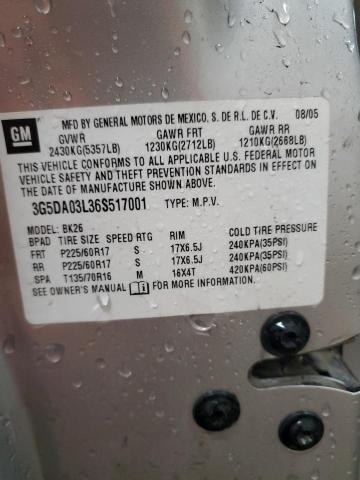 GM
MFD BY GENERAL MOTORS DE MEXICO, S. DE R.L. DE C.V. 08/05
GVWR GAWR FRT GAWR RR
2430KG(5357LB) 1230KG(2712LB) 1210KG(2668LB)
THIS VEHICLE CONFORMS TO ALL APPLICABLE U.S. FEDERAL MOTOR
VEHICLE SAFETY AND THEFT PREVENTION STANDARDS IN EFFECT ON
THE DATE OF MANUFACTURE SHOWN ABOVE.
3G5DA03L36S517001 TYPE: M.P.V.
MODEL: BK26
BPAD TIRE SIZE SPEED RTG RIM COLD TIRE PRESSURE
FRT P225/60R17 S 17X6.5J 240KPA(35PSI)
RR P225/60R17 S 17X6.5J 240KPA(35PSI)
SPA T135/70R16 M 16X4T 420KPA(60PSI)
SEE OWNER'S MANUAL FOR MORE INFORMATION.